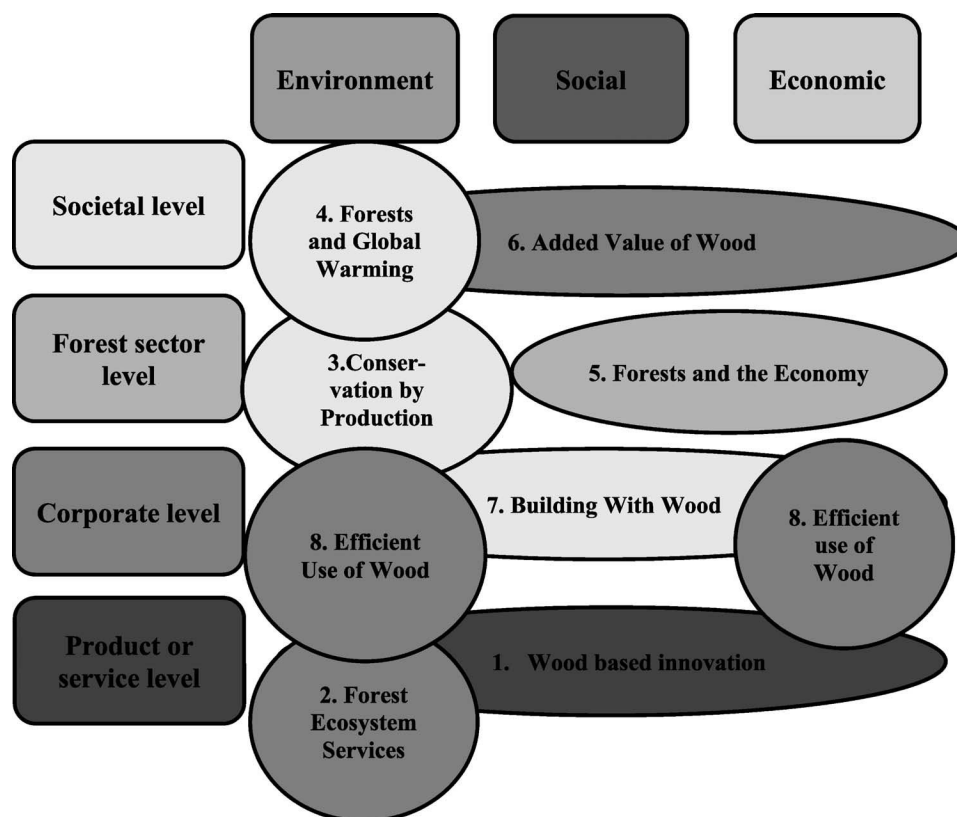 Environment
Social
Economic
Societal level
4. Forests
and Global
Warming
6. Added Value of Wood
Forest sector
level
3.Conser-
vation by
Production
5. Forests and the Economy
Corporate level
8. Efficient
Use of Wood
7. Building With Wood
8. Efficient
use of
Wood
Product or
service level
1. Wood based innovation
2. Forest
Ecosystem
Services